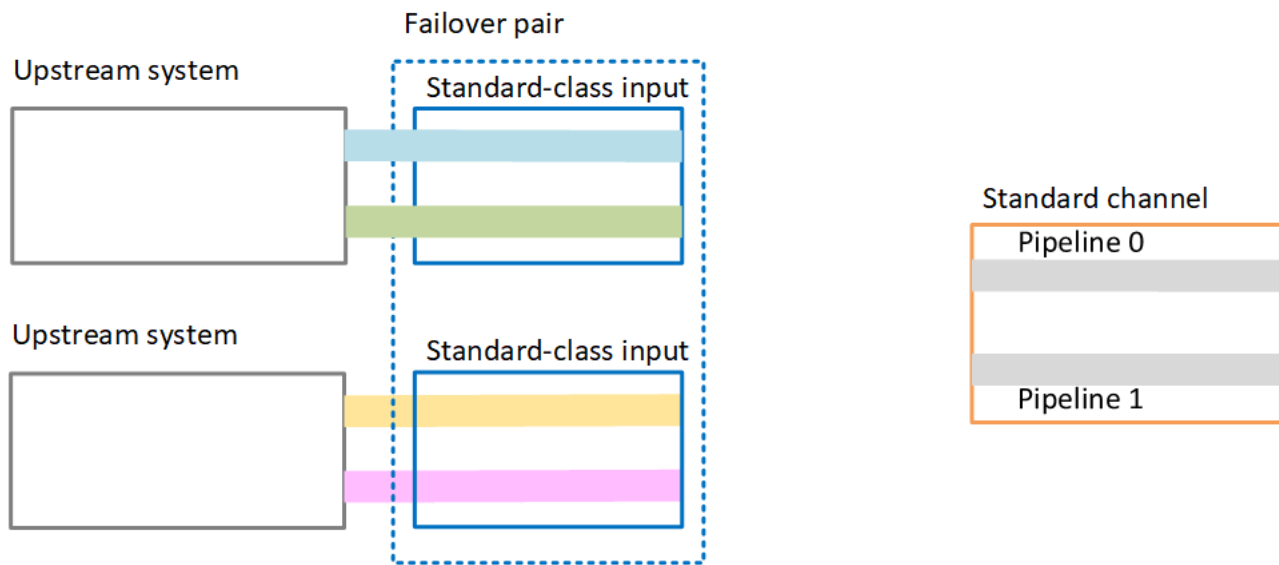 Failover pair
Upstream system
Standard-class input
Standard channel
Pipeline 0
Upstream system
Standard-class input
Pipeline 1